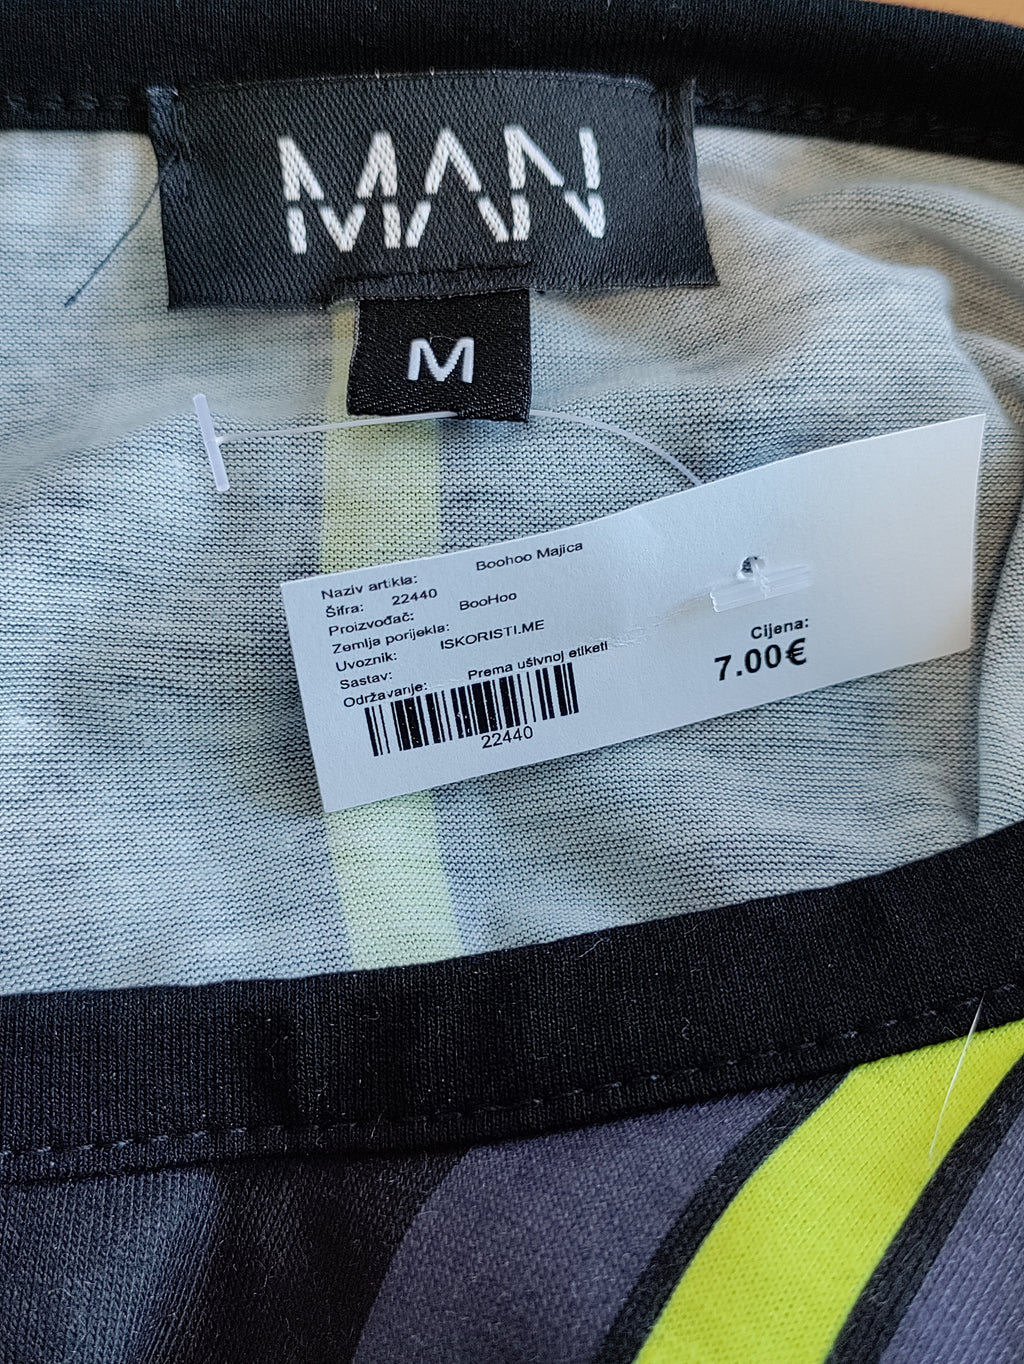 MAN
M
Naziv artikla: Boohoo Majica
Šifra: 22440
Proizvođač: BooHoo
Zemlja porijekla:
Uvoznik: ISKORISTI.ME
Sastav:
Održavanje: Prema ušivnoj etiketi
22440
Cijena:
7.00€